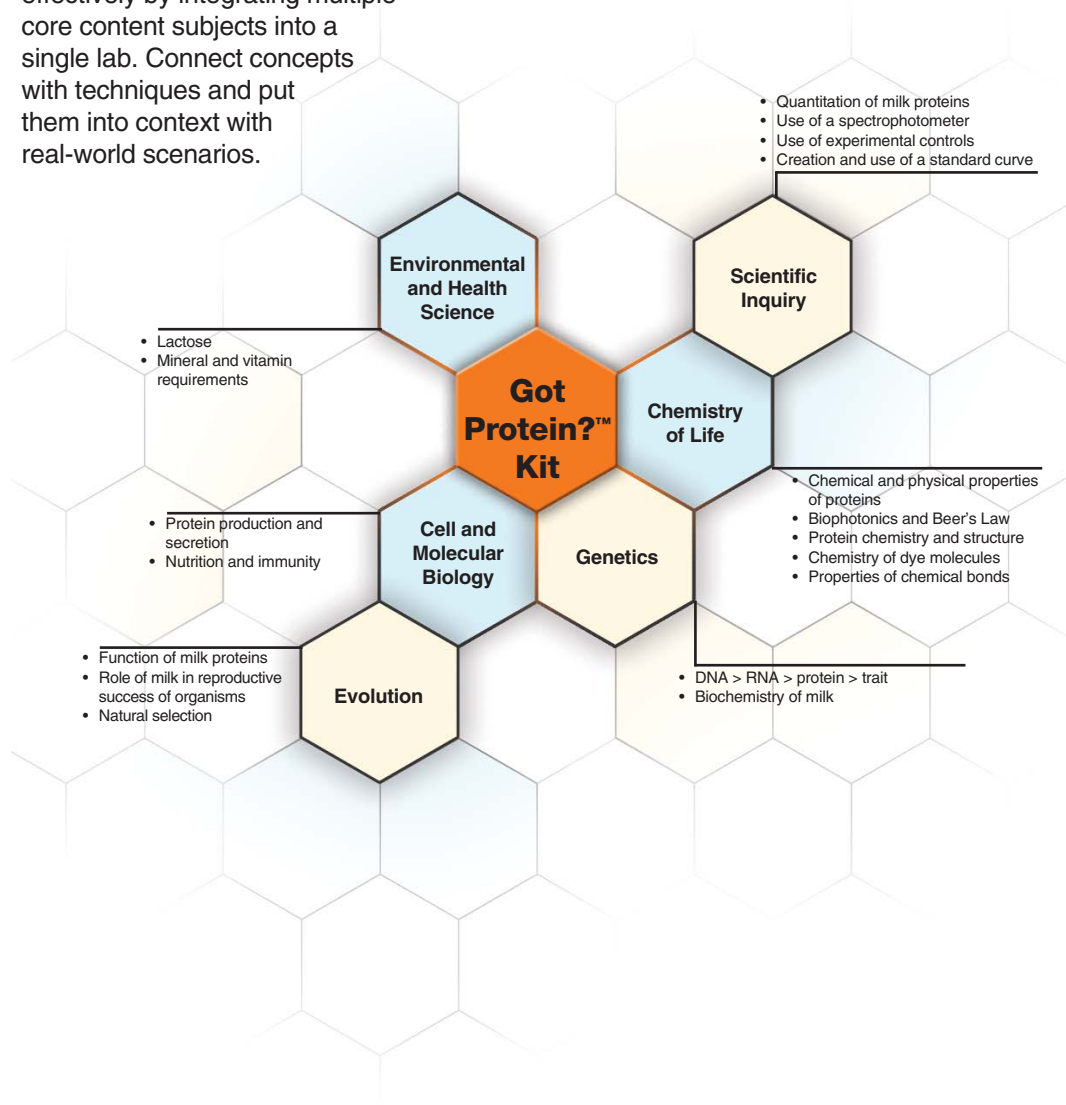 effectively by integrating multiple
core content subjects into a
single lab. Connect concepts
with techniques and put
them into context with
real-world scenarios.
• Quantitation of milk proteins
• Use of a spectrophotometer
• Use of experimental controls
• Creation and use of a standard curve
Environmental
and Health
Science
Scientific
Inquiry
• Lactose
• Mineral and vitamin
requirements
Got
Protein?™
Kit
Chemistry
of Life
• Chemical and physical properties
of proteins
• Biophotonics and Beer's Law
• Protein chemistry and structure
• Chemistry of dye molecules
• Properties of chemical bonds
• Protein production and
secretion
• Nutrition and immunity
Cell and
Molecular
Biology
Genetics
• Function of milk proteins
• Role of milk in reproductive
success of organisms
• Natural selection
Evolution
• DNA > RNA > protein > trait
• Biochemistry of milk